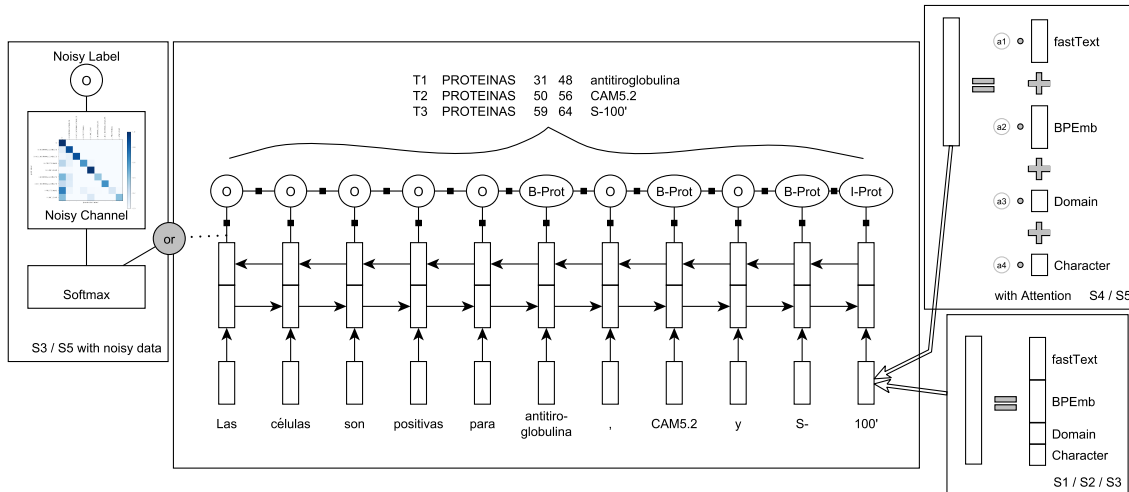 Noisy Label
O
Noisy Channel
or
Softmax
S3 / S5 with noisy data
T1 PROTEINAS 31 48 antitiroglobulina
T2 PROTEINAS 50 56 CAM5.2
T3 PROTEINAS 59 64 S-100'
O O O O O B-Prot O B-Prot O B-Prot I-Prot
Las células son positivas para antitiro- , CAM5.2 y S- 100'
globulina
a1 fastText
a2 BPEmb
a3 Domain
a4 Character
with Attention S4 / S5
fastText
BPEmb
Domain
Character
S1 / S2 / S3